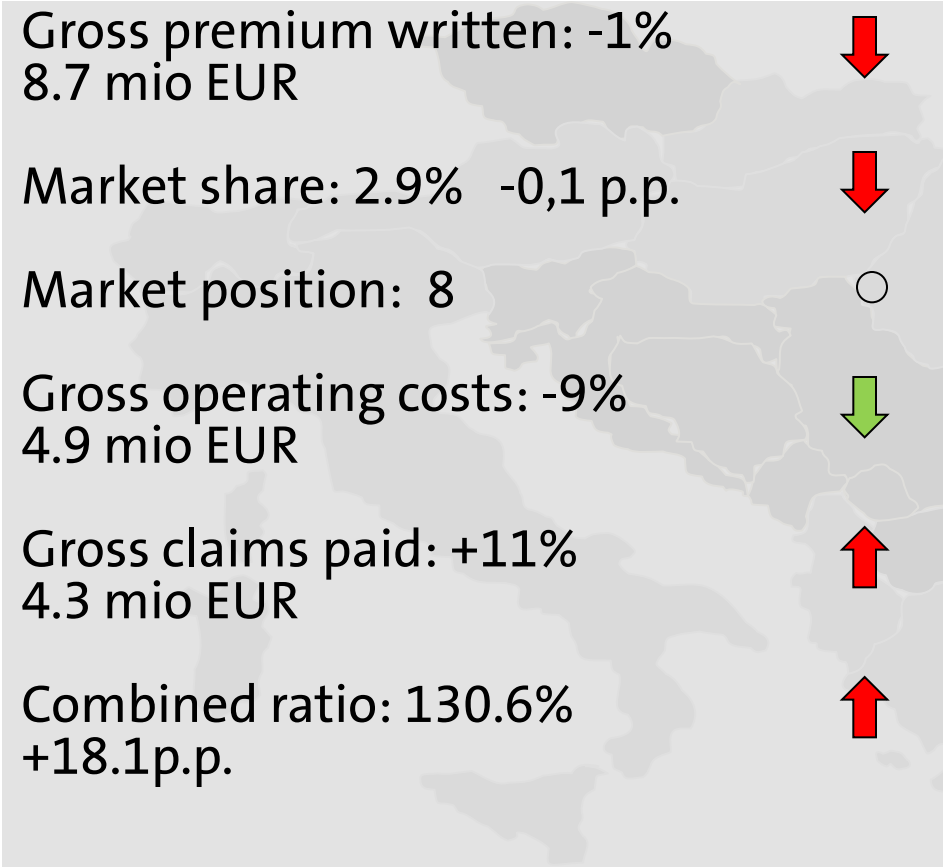 Gross premium written: -1%
8.7 mio EUR
Market share: 2.9%   -0,1 p.p.
Market position:  8
Gross operating costs: -9%
4.9 mio EUR
Gross claims paid: +11%
4.3 mio EUR
Combined ratio: 130.6%
+18.1p.p.